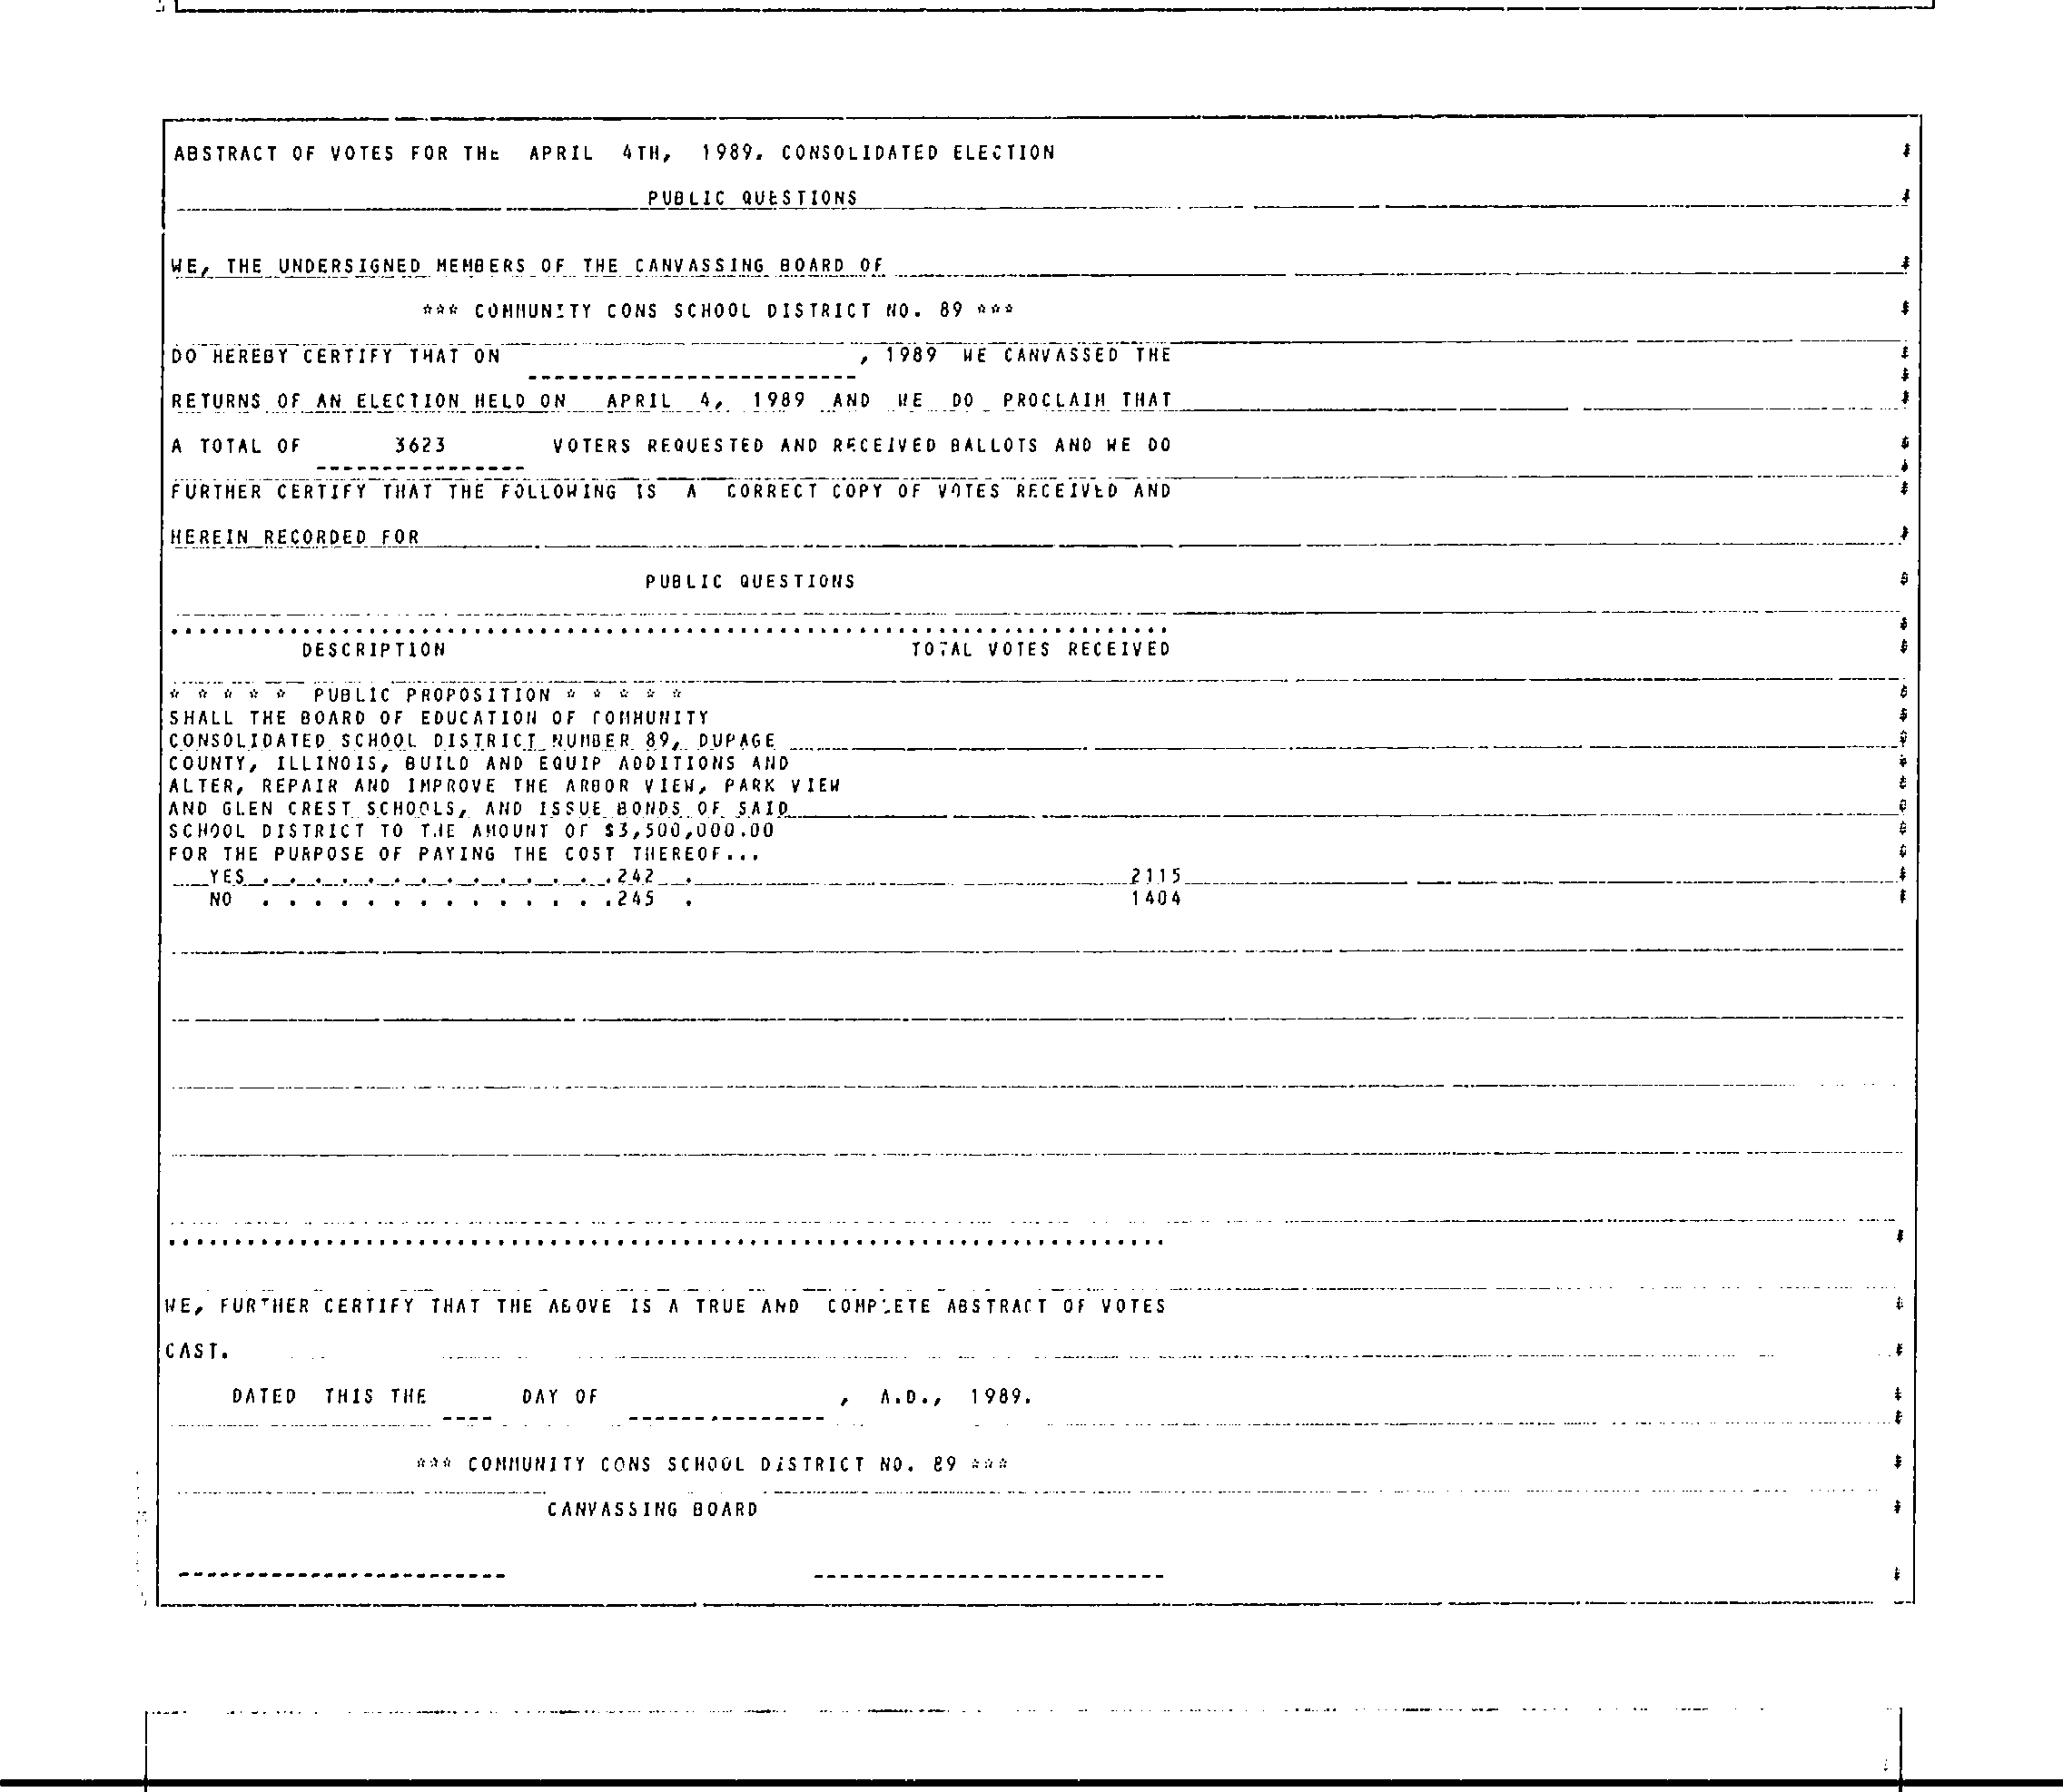 ABSTRACT OF VOTES FOR THE APRIL 4TH, 1989. CONSOLIDATED ELECTION
PUBLIC QUESTIONS
WE, THE UNDERSIGNED MEMBERS OF THE CANVASSING BOARD OF
*** COMMUNITY CONS SCHOOL DISTRICT NO. 89 ***
DO HEREBY CERTIFY THAT ON , 1989 WE CANVASSED THE
RETURNS OF AN ELECTION HELD ON APRIL 4, 1989 AND WE DO PROCLAIM THAT
A TOTAL OF 3623 VOTERS REQUESTED AND RECEIVED BALLOTS AND WE DO
FURTHER CERTIFY THAT THE FOLLOWING IS A CORRECT COPY OF VOTES RECEIVED AND
HEREIN RECORDED FOR
PUBLIC QUESTIONS
DESCRIPTION TOTAL VOTES RECEIVED
* * * * * PUBLIC PROPOSITION * * * * *
SHALL THE BOARD OF EDUCATION OF COMMUNITY
CONSOLIDATED SCHOOL DISTRICT NUMBER 89, DUPAGE
COUNTY, ILLINOIS, BUILD AND EQUIP ADDITIONS AND
ALTER, REPAIR AND IMPROVE THE ARBOR VIEW, PARK VIEW
AND GLEN CREST SCHOOLS, AND ISSUE BONDS OF SAID
SCHOOL DISTRICT TO THE AMOUNT OF $3,500,000.00
FOR THE PURPOSE OF PAYING THE COST THEREOF...
YES . . . . . . . . . . . . . .242 . 2115
NO . . . . . . . . . . . . . .245 . 1404
WE, FURTHER CERTIFY THAT THE ABOVE IS A TRUE AND COMPLETE ABSTRACT OF VOTES
CAST.
DATED THIS THE DAY OF , A.D., 1989.
*** COMMUNITY CONS SCHOOL DISTRICT NO. 89 ***
CANVASSING BOARD